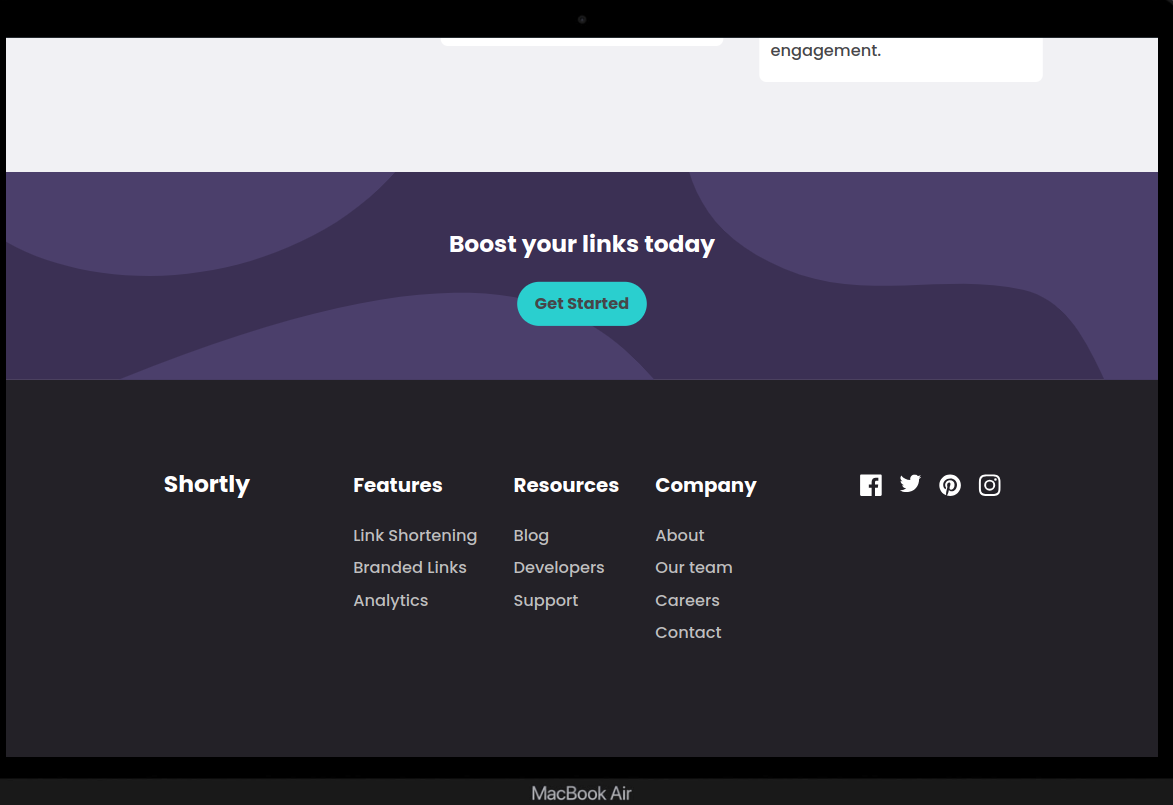 engagement.
Boost your links today
Get Started
Shortly
Features
Link Shortening
Branded Links
Analytics
Resources
Blog
Developers
Support
Company
About
Our team
Careers
Contact
MacBook Air